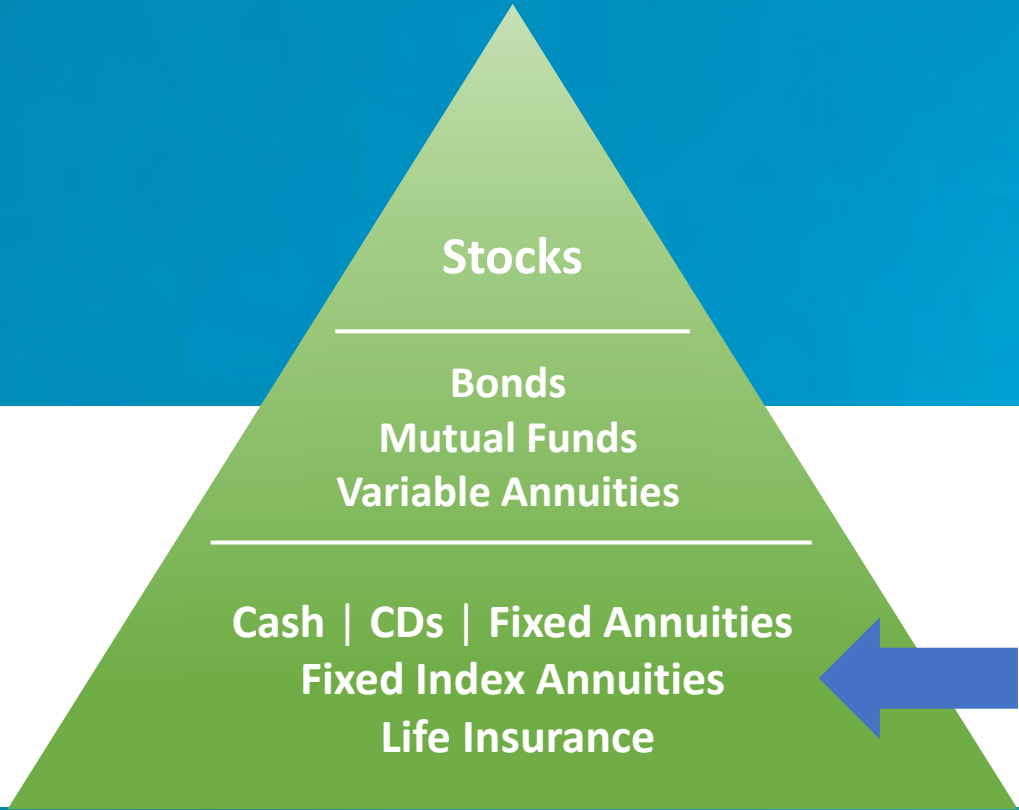 Stocks
Bonds
Mutual Funds
Variable Annuities
Cash | CDs | Fixed Annuities
Fixed Index Annuities
Life Insurance